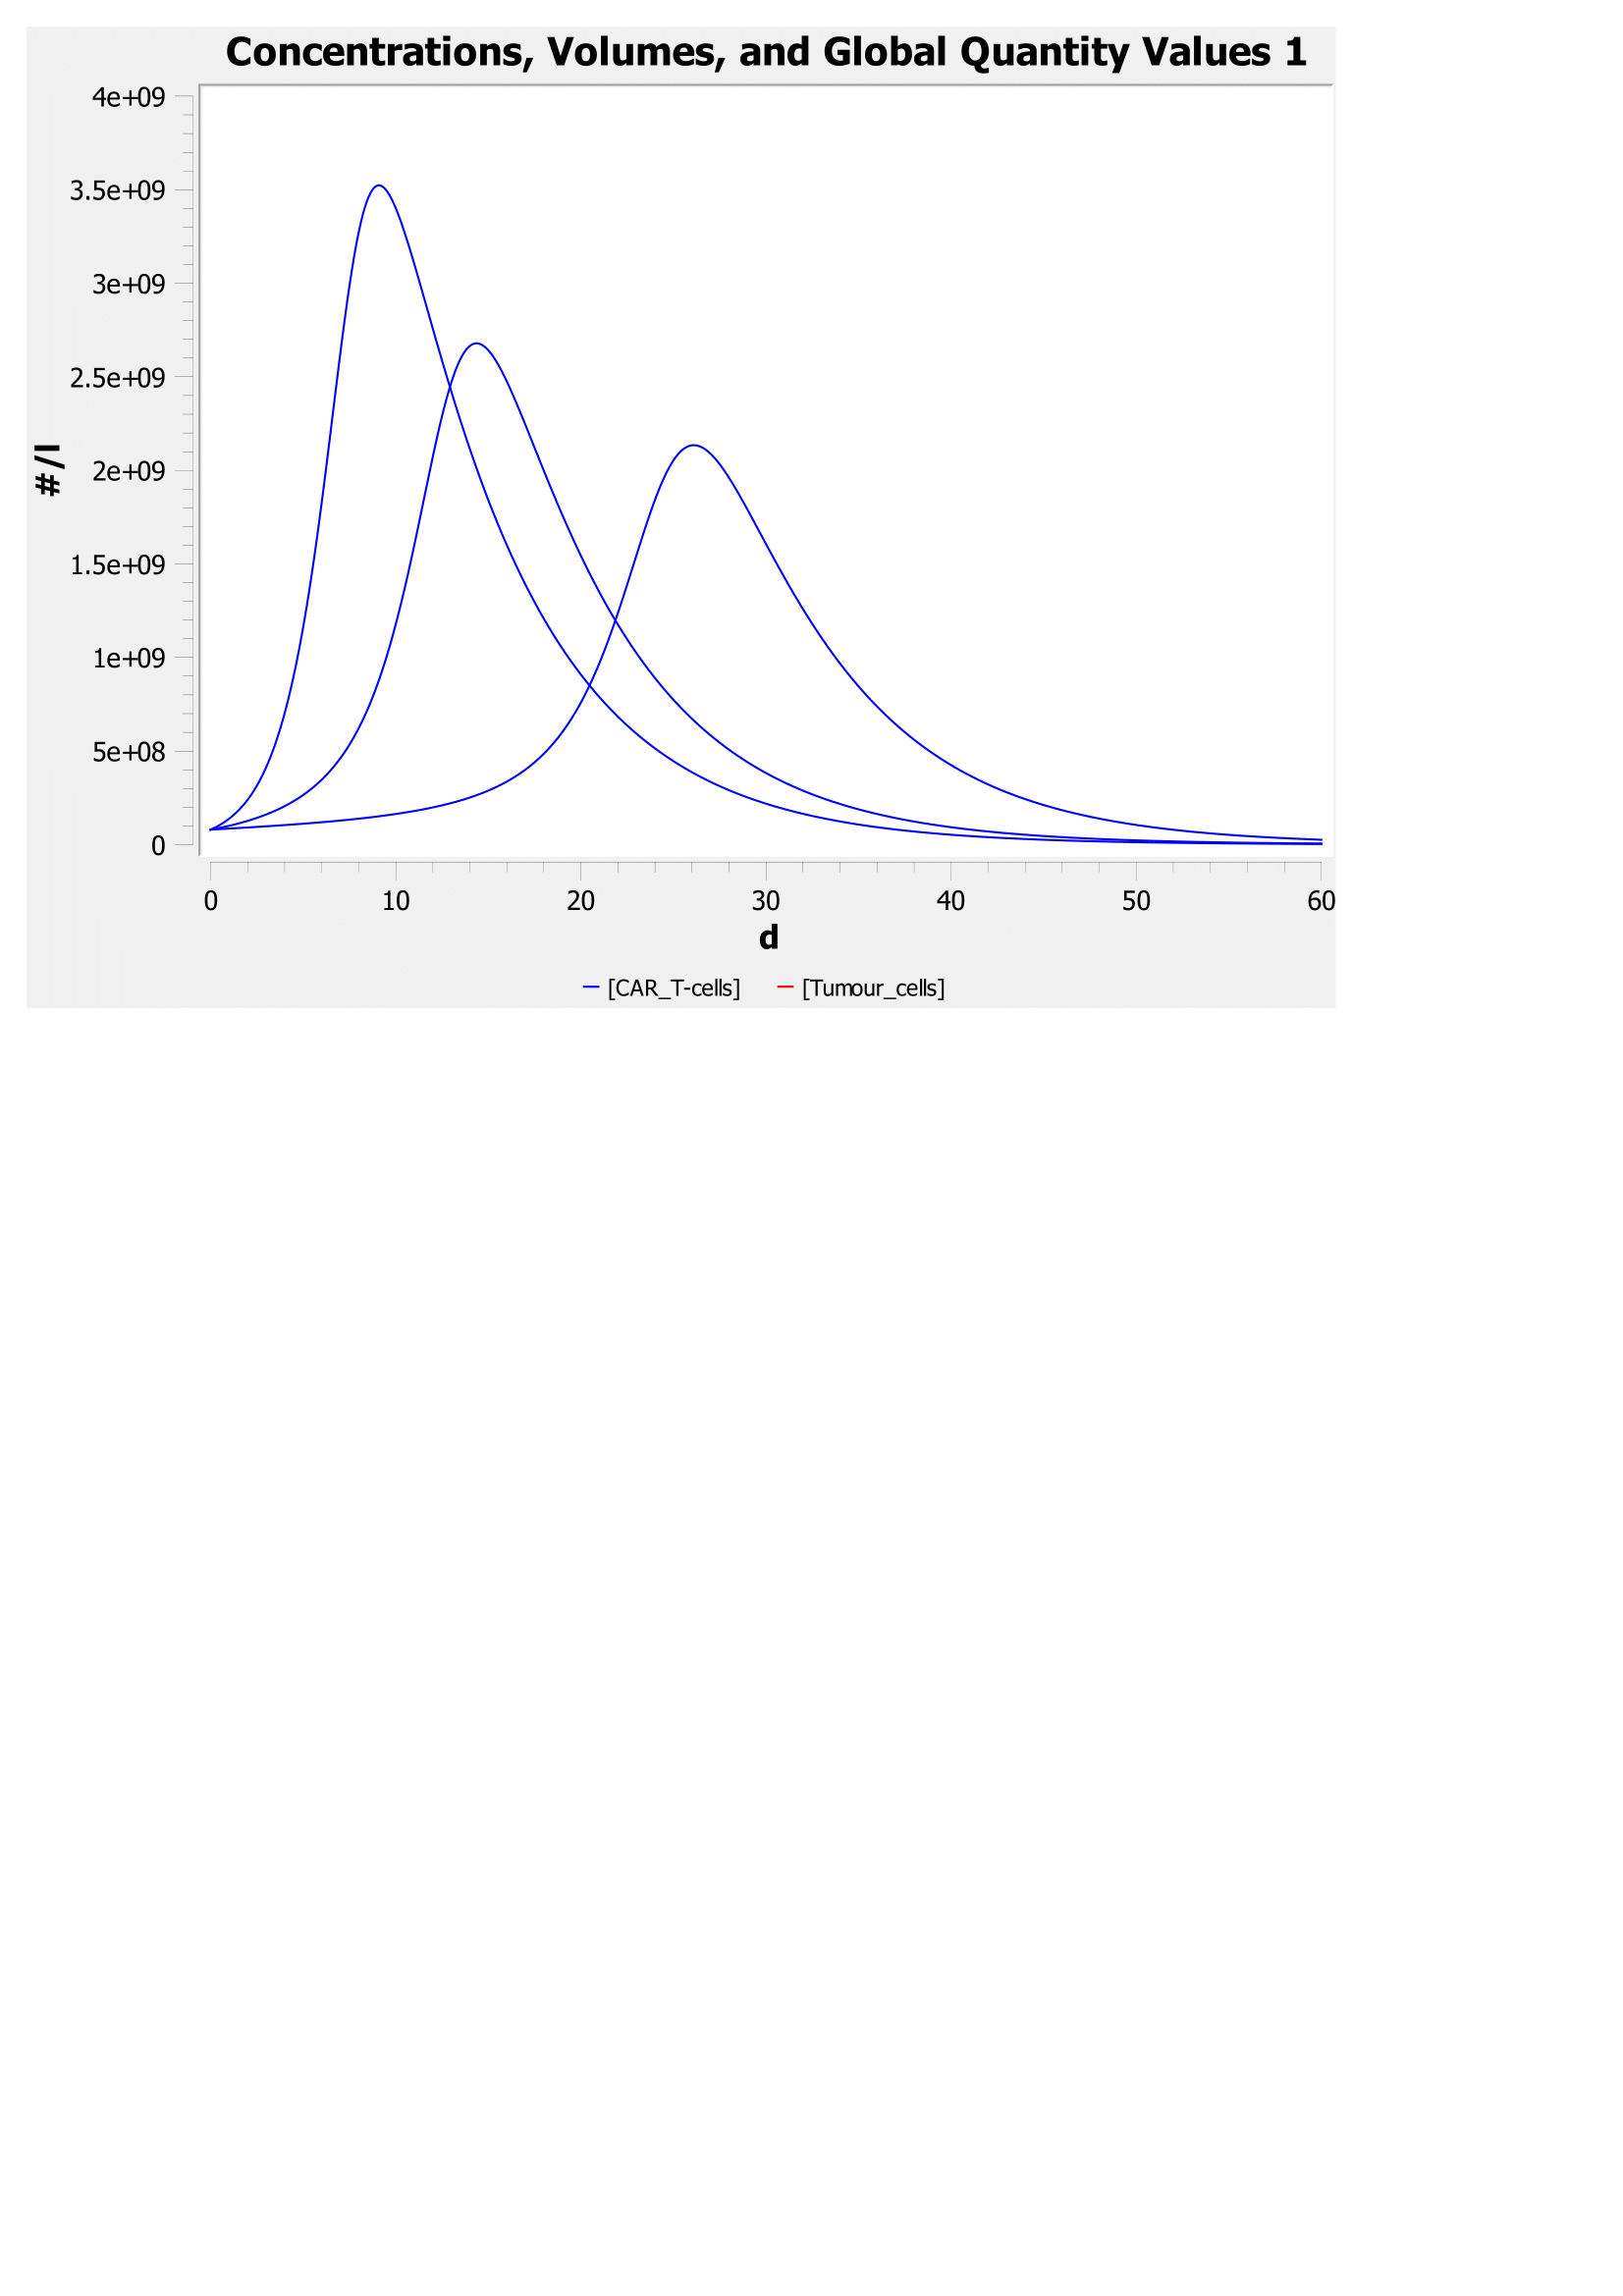 Concentrations, Volumes, and Global Quantity Values 1
4e+09
3.5e+09
3e+09
2.5e+09
2e+09
1.5e+09
1e+09
5e+08
0
#/l
0 10 20 30 40 50 60
d
[CAR_T-cells] [Tumour_cells]